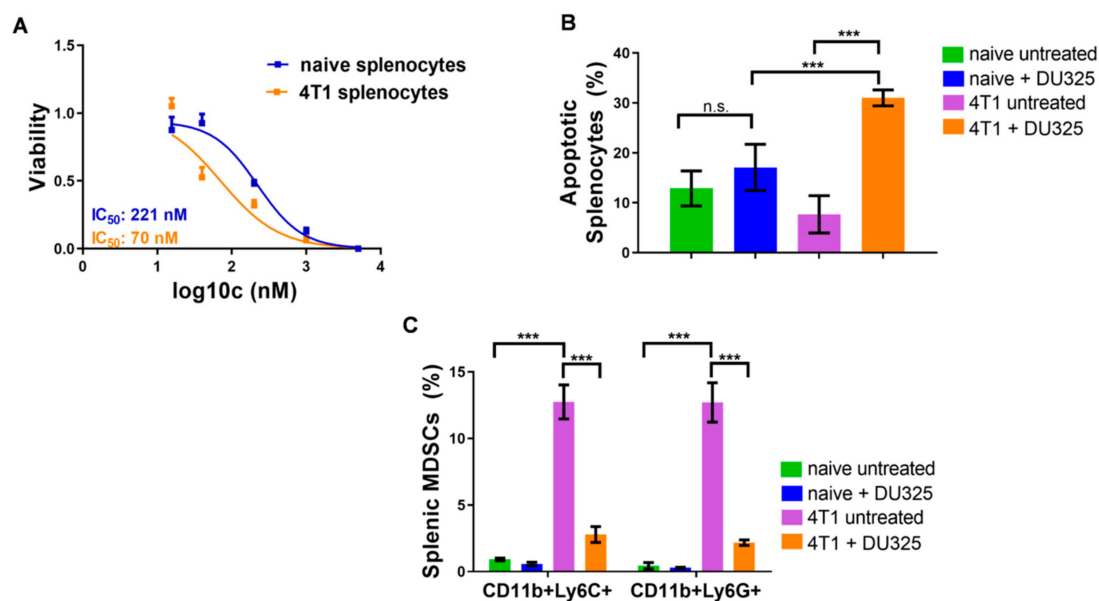 A
1.5
1.0
0.5
0.0
Viability
naive splenocytes
4T1 splenocytes
IC50: 221 nM
IC50: 70 nM
0 1 2 3 4
log10c (nM)
B
40
30
20
10
0
Apoptotic
Splenocytes (%)
n.s.
***
***
naive untreated
naive + DU325
4T1 untreated
4T1 + DU325
C
15
10
5
0
Splenic MDSCs (%)
*** ***
*** ***
CD11b+Ly6C+ CD11b+Ly6G+
naive untreated
naive + DU325
4T1 untreated
4T1 + DU325